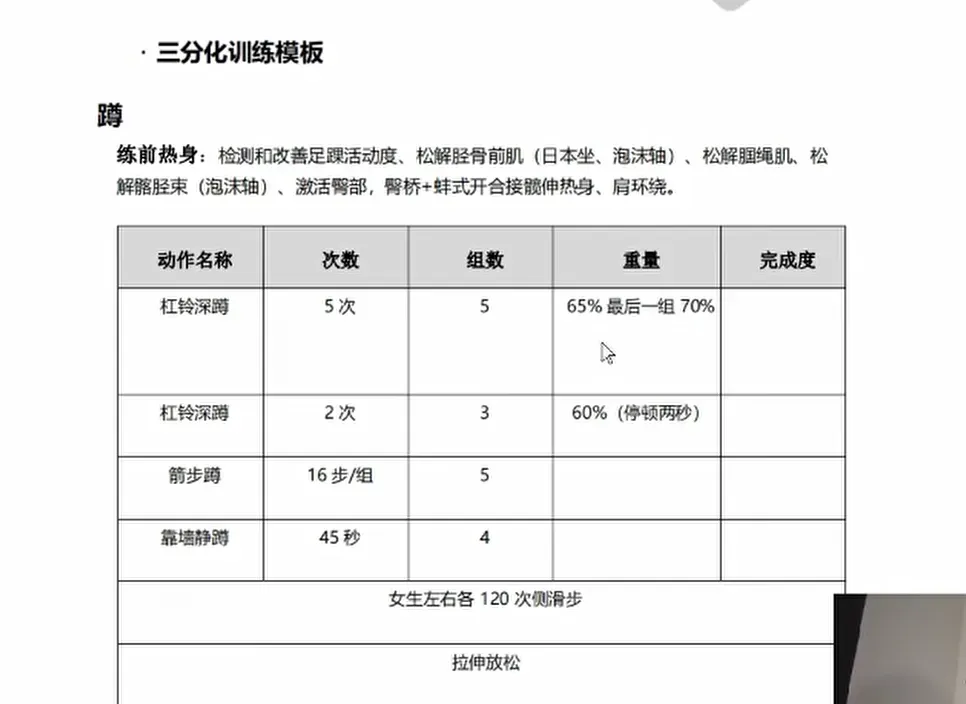 · 三分化训练模板
蹲
练前热身：检测和改善足踝活动度、松解胫骨前肌（日本坐、泡沫轴）、松解腘绳肌、松
解髂胫束（泡沫轴）、激活臀部，臀桥+蚌式开合接髋伸热身、肩环绕。
动作名称 次数 组数 重量 完成度
杠铃深蹲 5 次 5 65% 最后一组 70%
杠铃深蹲 2 次 3 60%（停顿两秒）
箭步蹲 16 步/组 5
靠墙静蹲 45 秒 4
女生左右各 120 次侧滑步
拉伸放松